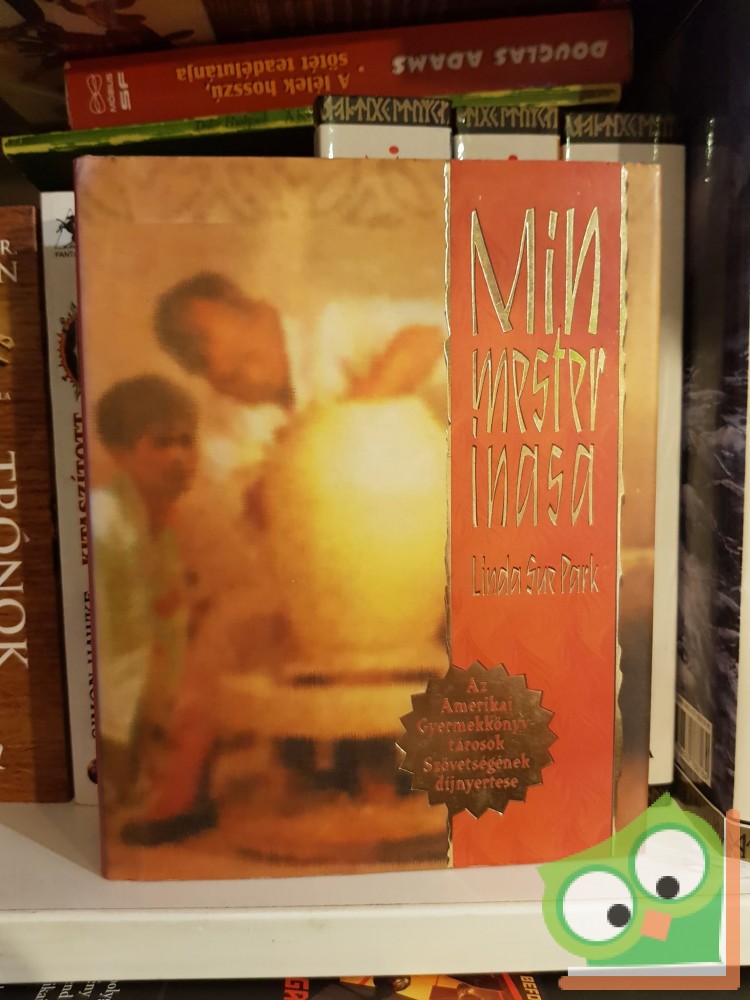 DOUGLAS ADAMS
A lélek hosszú,
sötét teadélutánja
TRÓNOK
KITASZÍTOTT
Min
mester
inasa
Linda Sue Park
Az
Amerikai
Gyermekkönyv-
tárosok
Szövetségének
díjnyertese